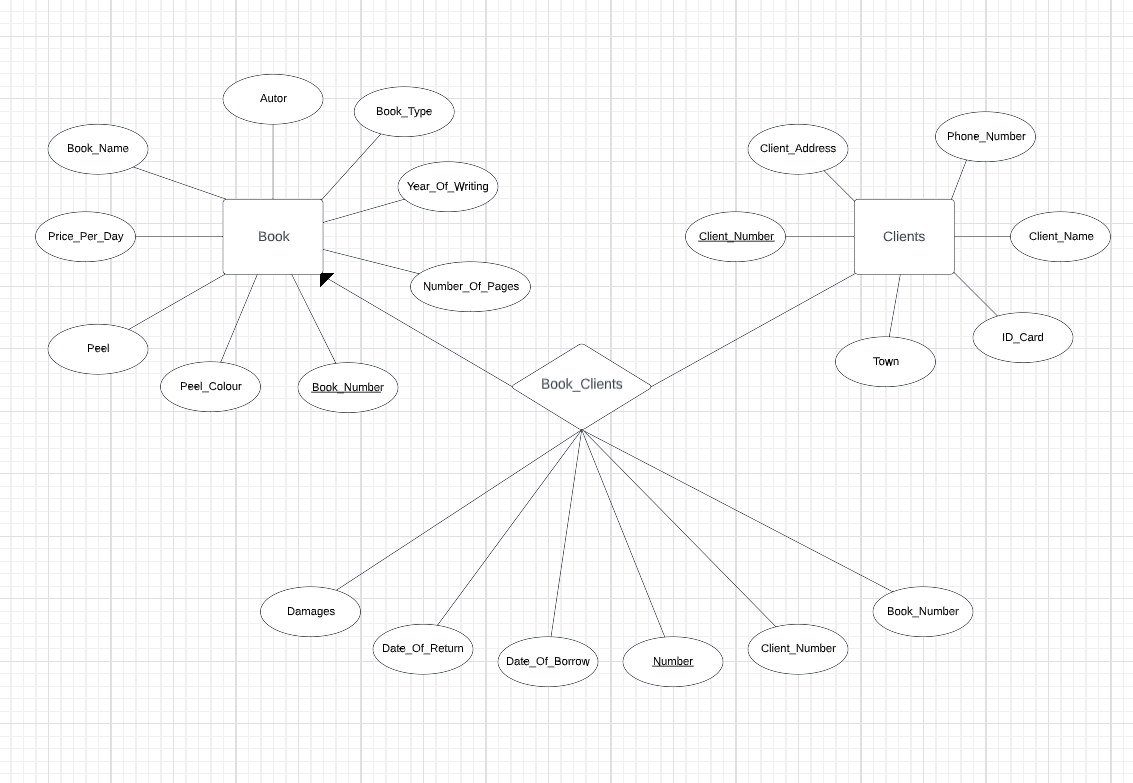 Autor
Book_Type
Book_Name
Year_Of_Writing
Price_Per_Day
Book
Number_Of_Pages
Peel
Peel_Colour
Book_Number
Phone_Number
Client_Address
Client_Number
Clients
Client_Name
ID_Card
Town
Book_Clients
Damages
Date_Of_Return
Date_Of_Borrow
Number
Client_Number
Book_Number